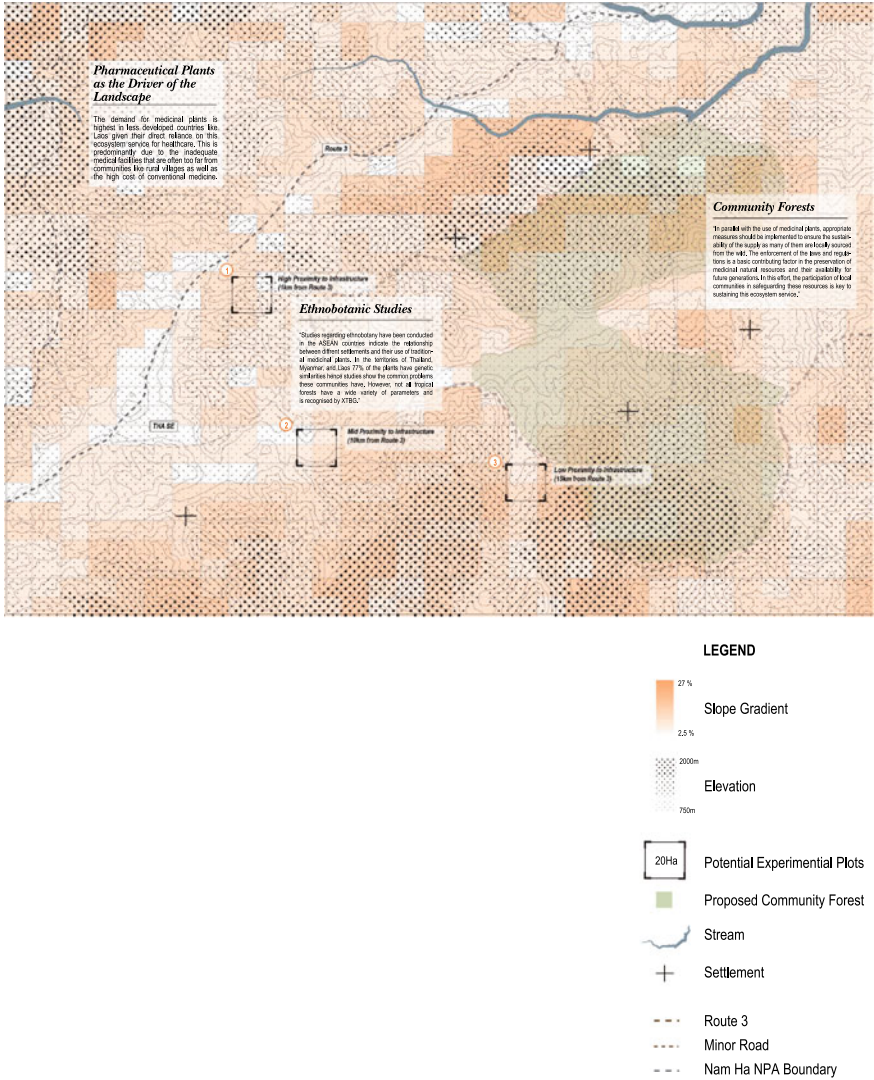 Pharmaceutical Plants
as the Driver of the
Landscape
The demand for medicinal plants is
highest in less developed countries like
Laos given their direct reliance on this
ecosystem service for healthcare. This is
predominantly due to the inadequate
medical facilities that are often too far from
communities like rural villages as well as
the high cost of conventional medicine.
Route 3
Community Forests
"In parallel with the use of medicinal plants, appropriate
measures should be implemented to ensure the sustain-
ability of the supply as many of them are locally sourced
from the wild. The enforcement of the laws and regula-
tions is a basic contributing factor in the preservation of
medicinal natural resources and their availability for
future generations. In this effort, the participation of local
communities in safeguarding these resources is key to
sustaining this ecosystem service."
1
High Proximity to Infrastructure
(1km from Route 3)
Ethnobotanic Studies
"Studies regarding ethnobotany have been conducted
in the ASEAN countries indicate the relationship
between diffrent settlements and their use of tradition-
al medicinal plants. In the territories of Thailand,
Myanmar, and Laos 77% of the plants have genetic
similarities hence studies show the common problems
these communities have. However, not all tropical
forests have a wide variety of parameters and
is recognised by XTBG."
THA SE
2
Mid Proximity to Infrastructure
(10km from Route 3)
3
Low Proximity to Infrastructure
(15km from Route 3)
LEGEND
27 %
Slope Gradient
2.5 %
2000m
Elevation
750m
20Ha
Potential Experimental Plots
Proposed Community Forest
Stream
Settlement
Route 3
Minor Road
Nam Ha NPA Boundary